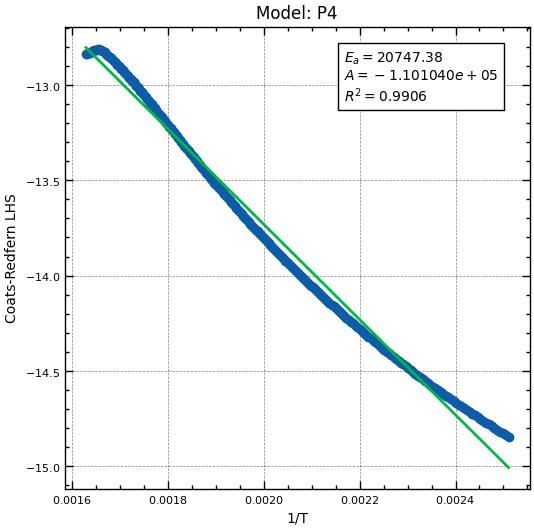 Model: P4
E_a = 20747.38
A = −1.101040e + 05
R² = 0.9906
Coats-Redfern LHS
−13.0
−13.5
−14.0
−14.5
−15.0
0.0016 0.0018 0.0020 0.0022 0.0024
1/T